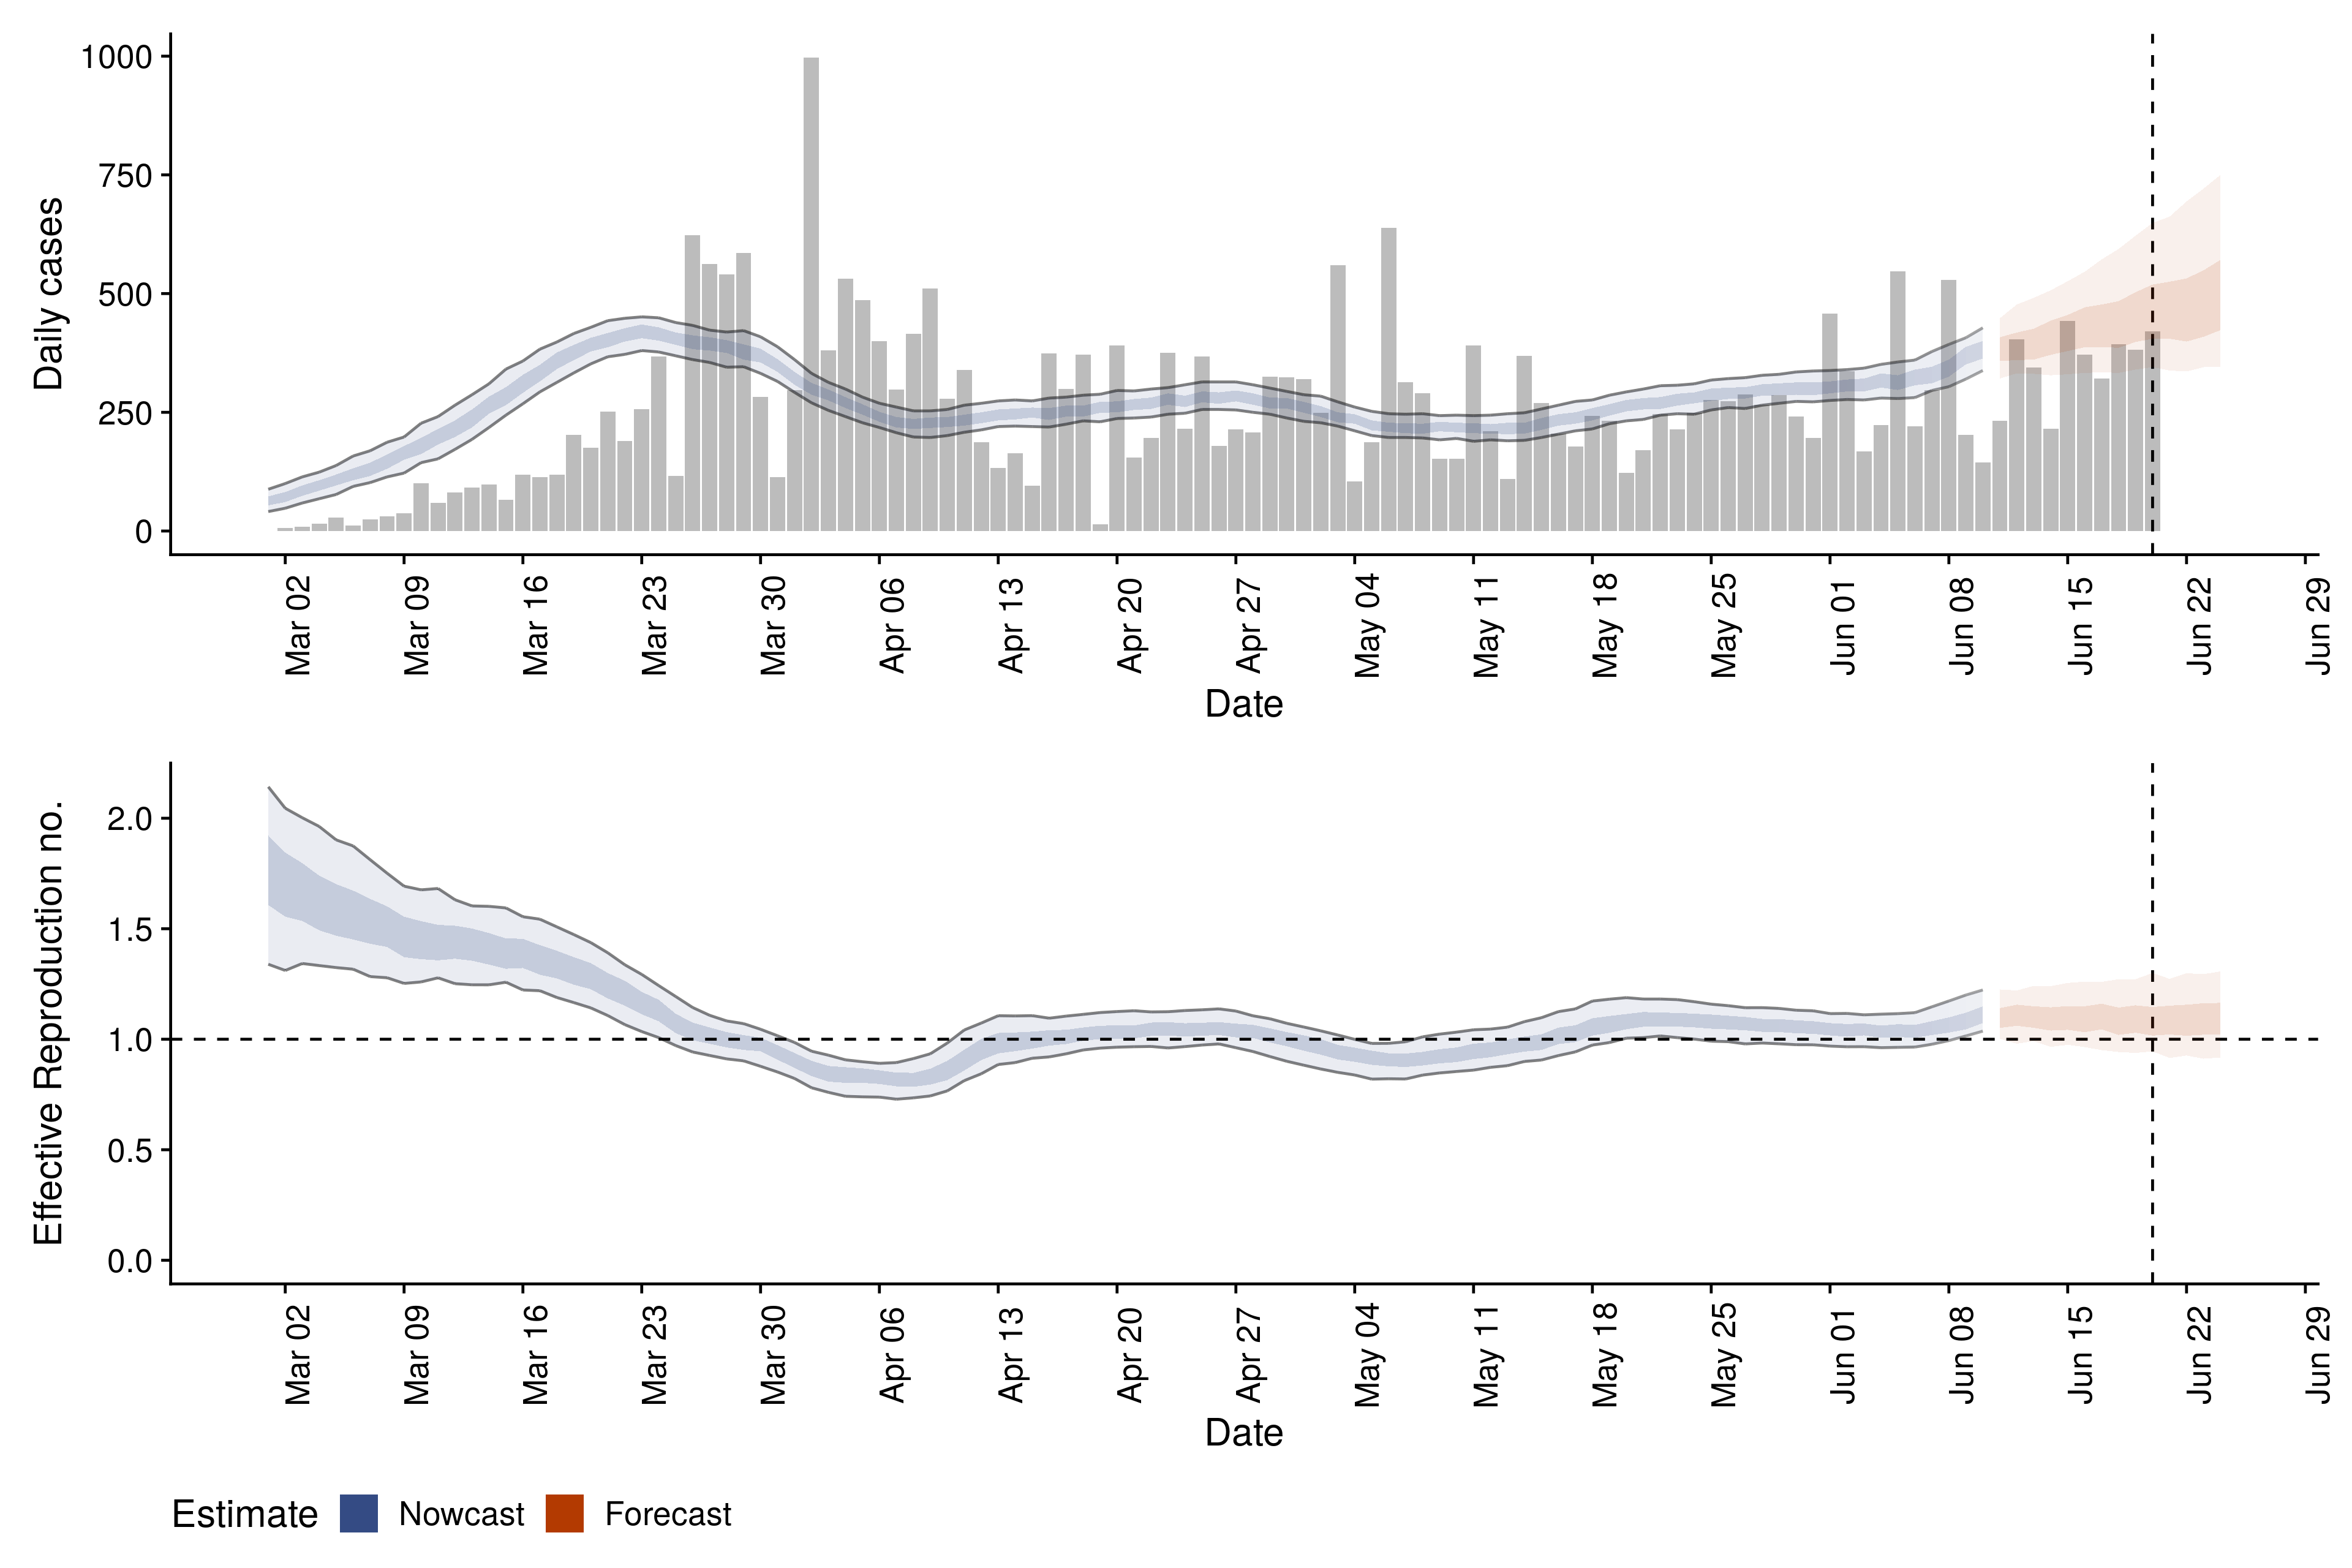 Daily cases
1000
750
500
250
0
Mar 02
Mar 09
Mar 16
Mar 23
Mar 30
Apr 06
Apr 13
Apr 20
Apr 27
May 04
May 11
May 18
May 25
Jun 01
Jun 08
Jun 15
Jun 22
Jun 29
Date
Effective Reproduction no.
2.0
1.5
1.0
0.5
0.0
Mar 02
Mar 09
Mar 16
Mar 23
Mar 30
Apr 06
Apr 13
Apr 20
Apr 27
May 04
May 11
May 18
May 25
Jun 01
Jun 08
Jun 15
Jun 22
Jun 29
Date
Estimate Nowcast Forecast